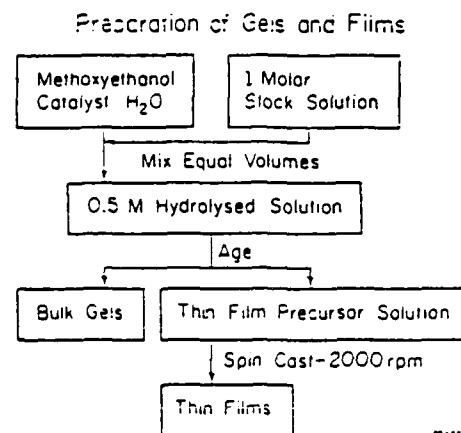 Preparation of Gels and Films
Methoxyethanol
Catalyst H₂O
1 Molar
Stock Solution
Mix Equal Volumes
0.5 M Hydrolysed Solution
Age
Bulk Gels
Thin Film Precursor Solution
Spin Cast-2000 rpm
Thin Films